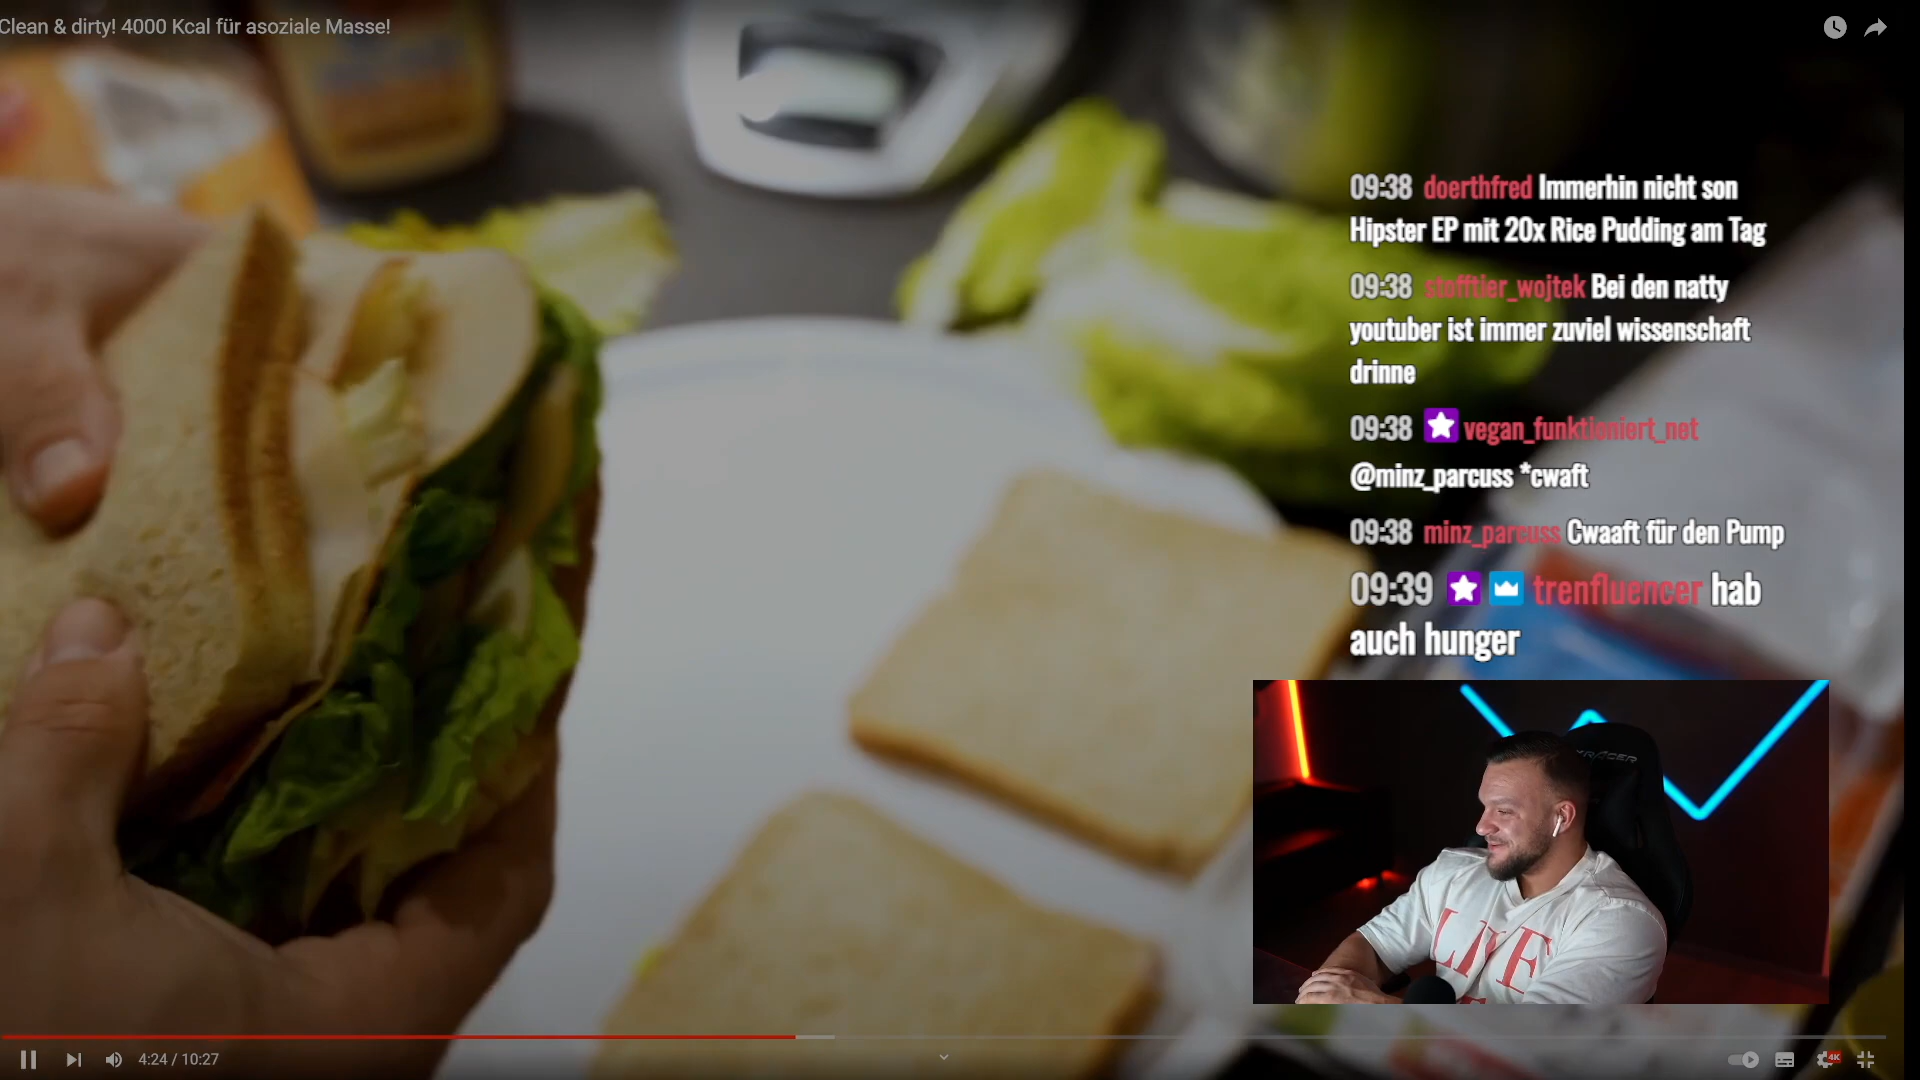 Clean & dirty! 4000 Kcal für asoziale Masse!
09:38 doerthfred Immerhin nicht son
Hipster EP mit 20x Rice Pudding am Tag
09:38 stofftier_wojtek Bei den natty
youtuber ist immer zuviel wissenschaft
drinne
09:38 vegan_funktioniert_net
@minz_parcuss *cwaft
09:38 minz_parcuss Cwaaft für den Pump
09:39 trenfluencer hab
auch hunger
LIFE
4:24 / 10:27
4K